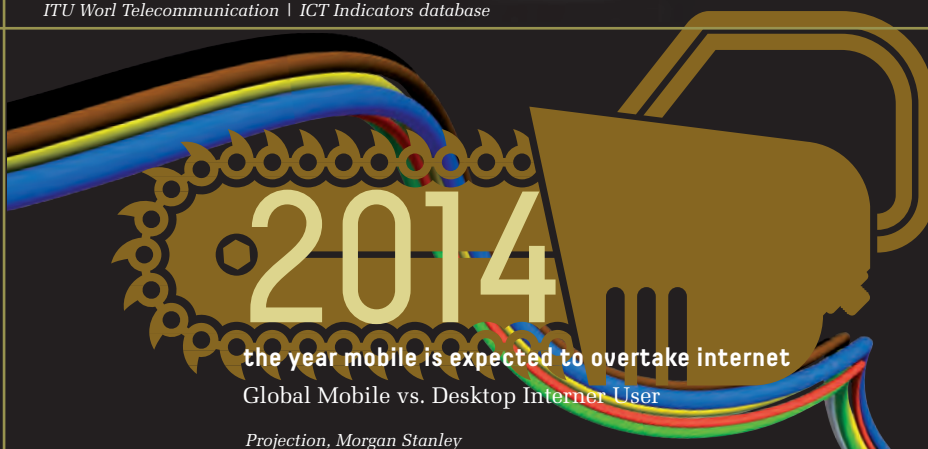 ITU Worl Telecommunication | ICT Indicators database
2014
the year mobile is expected to overtake internet
Global Mobile vs. Desktop Interner User
Projection, Morgan Stanley